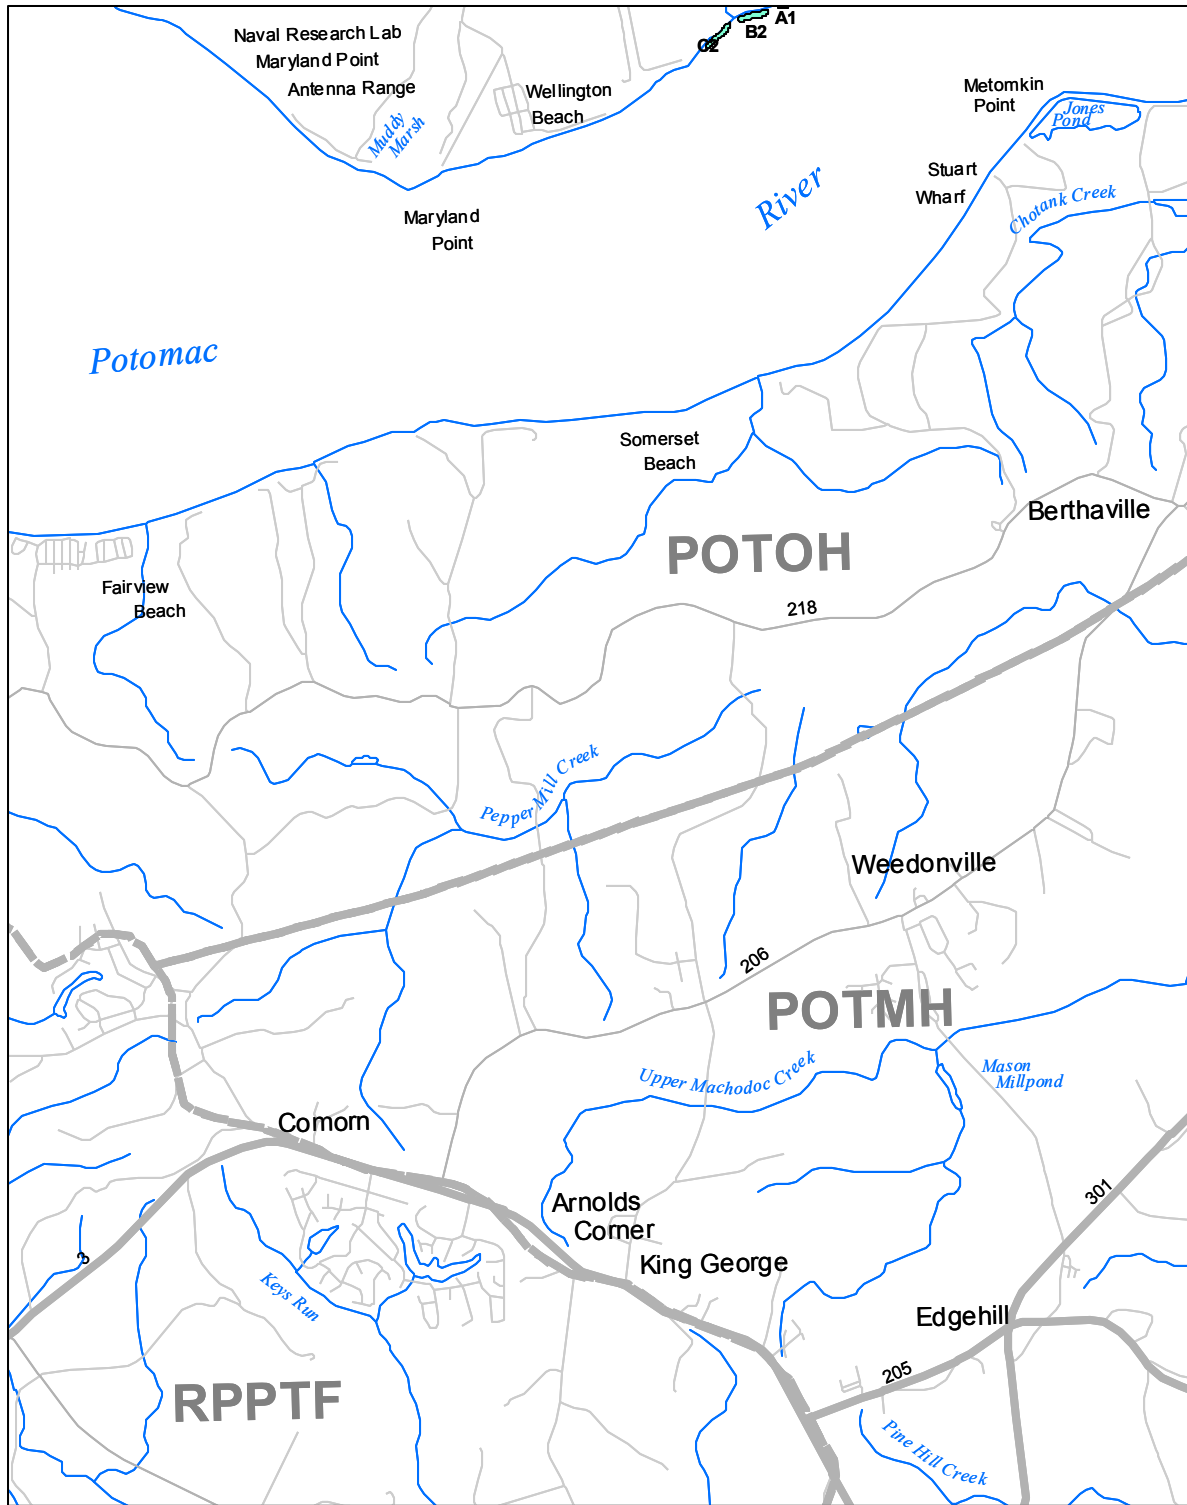 A1
B2
C2
Naval Research Lab
Maryland Point
Antenna Range
Wellington
Beach
Muddy
Marsh
Metomkin
Point
Jones
Pond
Stuart
Wharf
Chotank Creek
River
Maryland
Point
Potomac
Somerset
Beach
Berthaville
POTOH
Fairview
Beach
218
Pepper Mill Creek
Weedonville
206
POTMH
Upper Machodoc Creek
Mason
Millpond
Comorn
301
Arnolds
Corner
3
King George
Keys Run
Edgehill
205
RPPTF
Pine Hill Creek